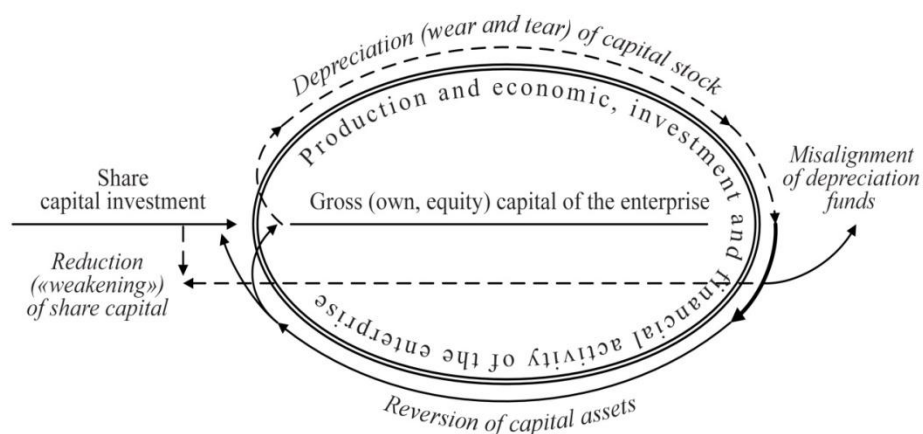 Depreciation (wear and tear) of capital stock
Production and economic, investment and financial activity of the enterprise
Share
capital investment
Gross (own, equity) capital of the enterprise
Misalignment
of depreciation
funds
Reduction
(«weakening»)
of share capital
Reversion of capital assets